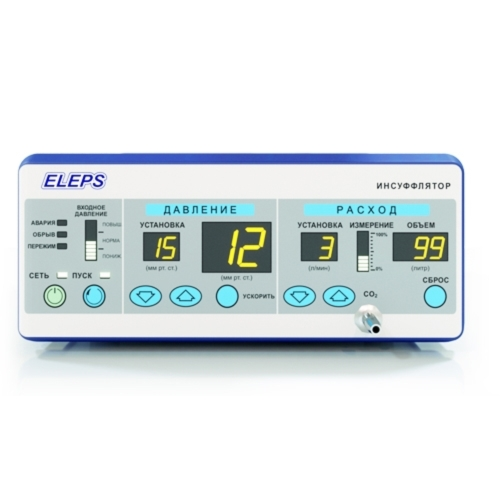 ELEPS
ИНСУФФЛЯТОР
ВХОДНОЕ
ДАВЛЕНИЕ
АВАРИЯ
ОБРЫВ
ПЕРЕЖИМ
ПОВЫШ
НОРМА
ПОНИЖ
СЕТЬ
ПУСК
ДАВЛЕНИЕ
УСТАНОВКА
15
12
(мм рт. ст.)
(мм рт. ст.)
УСКОРИТЬ
РАСХОД
УСТАНОВКА ИЗМЕРЕНИЕ ОБЪЕМ
3
100%
0%
99
(л/мин)
(литр)
CO₂
СБРОС